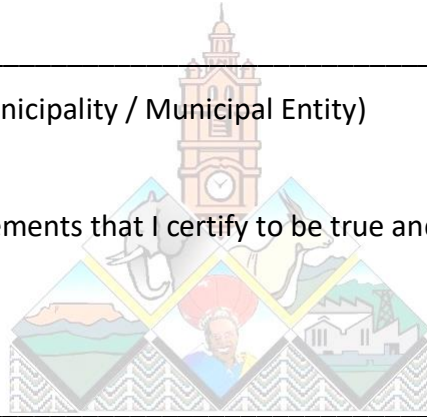 nicipality / Municipal Entity)
ements that I certify to be true and